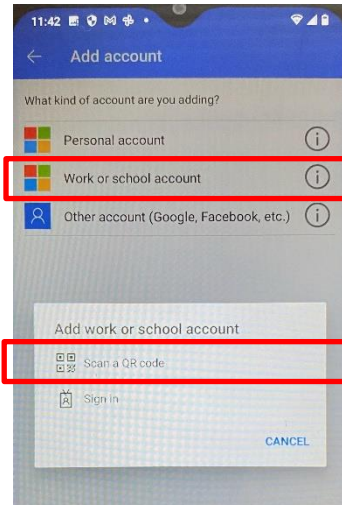 11:42
Add account
What kind of account are you adding?
Personal account
Work or school account
Other account (Google, Facebook, etc.)
Add work or school account
Scan a QR code
Sign in
CANCEL